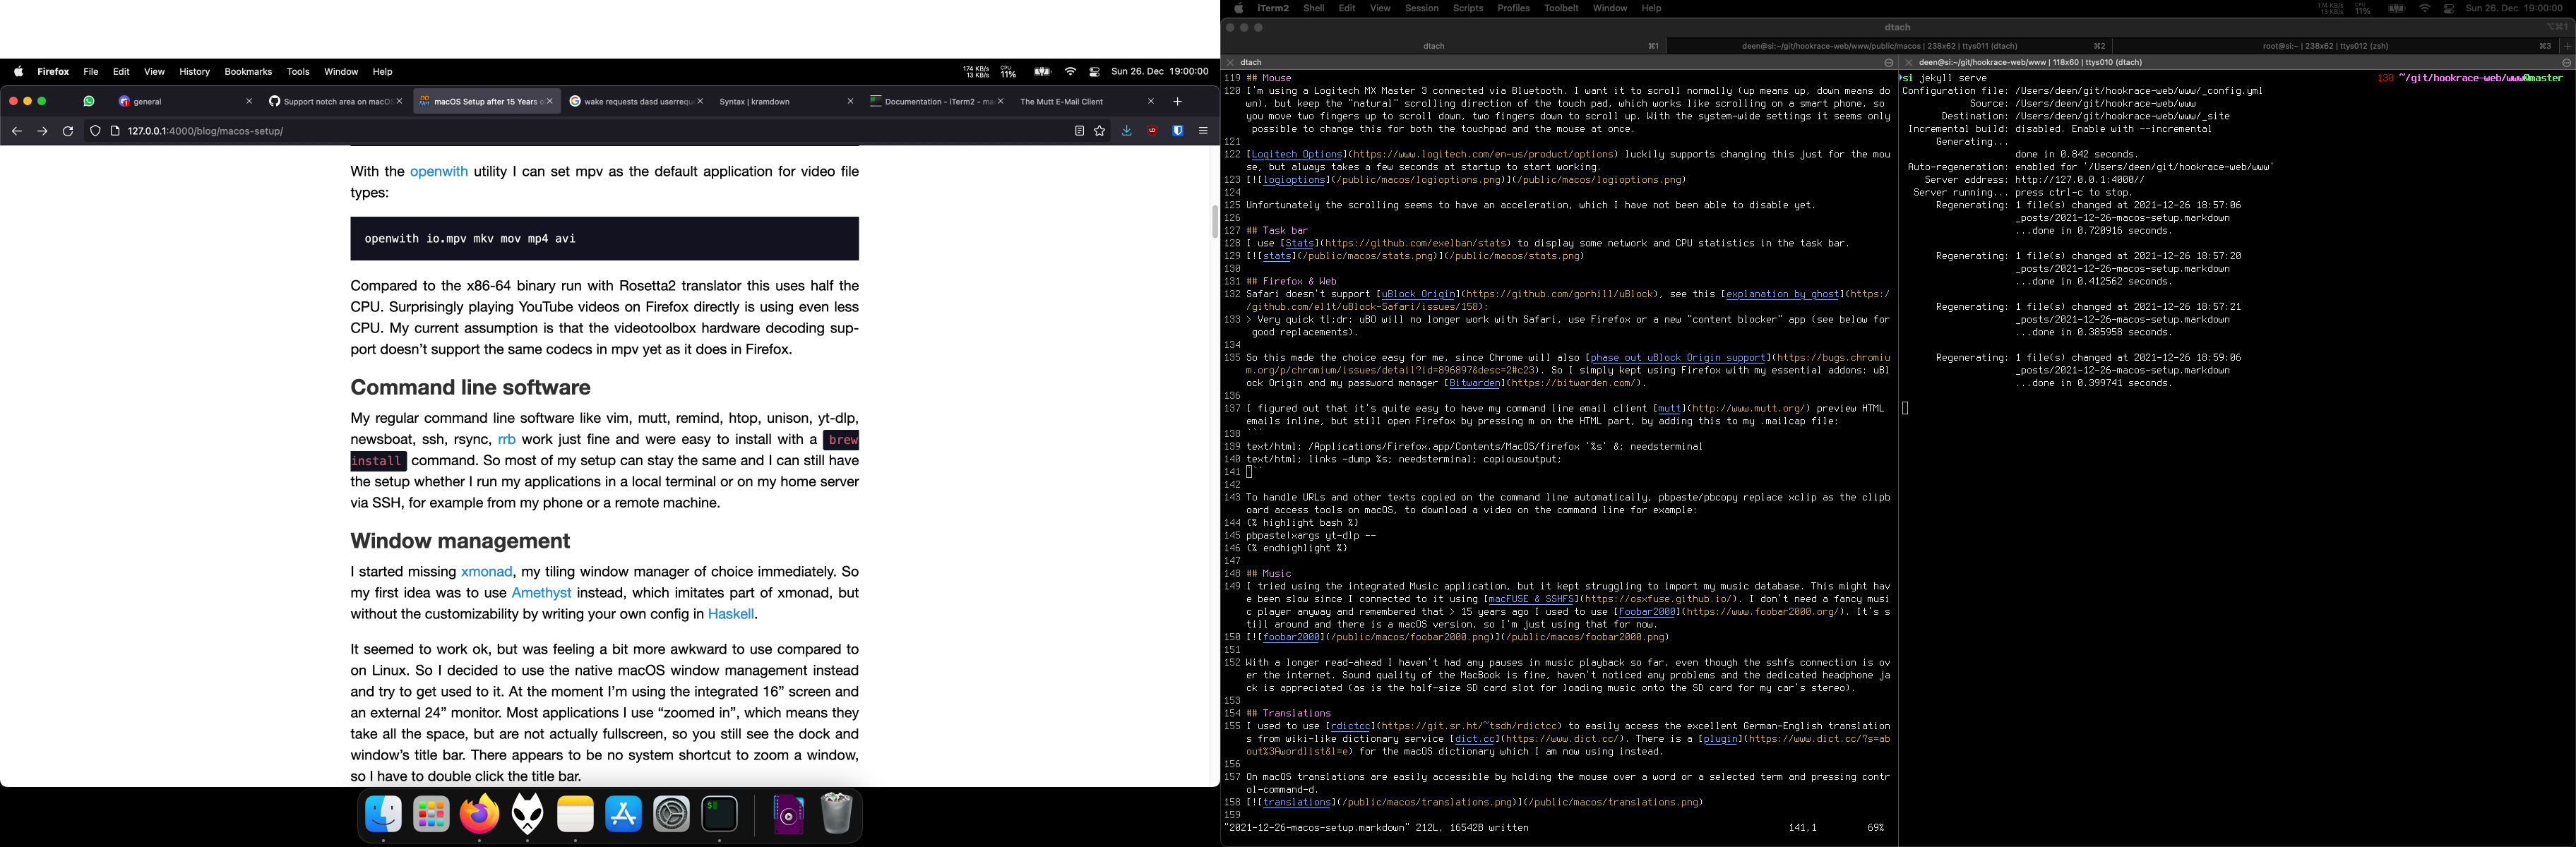 Firefox File Edit View History Bookmarks Tools Window Help
174 KB/s
13 KB/s
CPU
11%
Sun 26. Dec 19:00:00
general
Support notch area on macOS
macOS Setup after 15 Years o
wake requests dasd userrequ
Syntax | kramdown
Documentation - iTerm2 - ma
The Mutt E-Mail Client
127.0.0.1:4000/blog/macos-setup/
With the openwith utility I can set mpv as the default application for video file
types:
openwith io.mpv mkv mov mp4 avi
Compared to the x86-64 binary run with Rosetta2 translator this uses half the
CPU. Surprisingly playing YouTube videos on Firefox directly is using even less
CPU. My current assumption is that the videotoolbox hardware decoding sup-
port doesn’t support the same codecs in mpv yet as it does in Firefox.
Command line software
My regular command line software like vim, mutt, remind, htop, unison, yt-dlp,
newsboat, ssh, rsync, rrb work just fine and were easy to install with a brew
install command. So most of my setup can stay the same and I can still have
the setup whether I run my applications in a local terminal or on my home server
via SSH, for example from my phone or a remote machine.
Window management
I started missing xmonad, my tiling window manager of choice immediately. So
my first idea was to use Amethyst instead, which imitates part of xmonad, but
without the customizability by writing your own config in Haskell.
It seemed to work ok, but was feeling a bit more awkward to use compared to
on Linux. So I decided to use the native macOS window management instead
and try to get used to it. At the moment I’m using the integrated 16” screen and
an external 24” monitor. Most applications I use “zoomed in”, which means they
take all the space, but are not actually fullscreen, so you still see the dock and
window’s title bar. There appears to be no system shortcut to zoom a window,
so I have to double click the title bar.
iTerm2 Shell Edit View Session Scripts Profiles Toolbelt Window Help
174 KB/s
13 KB/s
CPU
11%
Sun 26. Dec 19:00:00
dtach
⌥⌘1
dtach ⌘1
deen@si:~/git/hookrace-web/www/public/macos | 238x62 | ttys011 (dtach) ⌘2
root@si:~ | 238x62 | ttys012 (zsh) ⌘3
dtach
119 ## Mouse
120 I'm using a Logitech MX Master 3 connected via Bluetooth. I want it to scroll normally (up means up, down means do
wn), but keep the "natural" scrolling direction of the touch pad, which works like scrolling on a smart phone, so
you move two fingers up to scroll down, two fingers down to scroll up. With the system-wide settings it seems only
possible to change this for both the touchpad and the mouse at once.
121
122 [Logitech Options](https://www.logitech.com/en-us/product/options) luckily supports changing this just for the mou
se, but always takes a few seconds at startup to start working.
123 [![logioptions](/public/macos/logioptions.png)](/public/macos/logioptions.png)
124
125 Unfortunately the scrolling seems to have an acceleration, which I have not been able to disable yet.
126
127 ## Task bar
128 I use [Stats](https://github.com/exelban/stats) to display some network and CPU statistics in the task bar.
129 [![stats](/public/macos/stats.png)](/public/macos/stats.png)
130
131 ## Firefox & Web
132 Safari doesn't support [uBlock Origin](https://github.com/gorhill/uBlock), see this [explanation by ghost](https:/
/github.com/el1t/uBlock-Safari/issues/158):
133 > Very quick tl;dr: uBO will no longer work with Safari, use Firefox or a new "content blocker" app (see below for
good replacements).
134
135 So this made the choice easy for me, since Chrome will also [phase out uBlock Origin support](https://bugs.chromiu
m.org/p/chromium/issues/detail?id=896897&desc=2#c23). So I simply kept using Firefox with my essential addons: uBl
ock Origin and my password manager [Bitwarden](https://bitwarden.com/).
136
137 I figured out that it's quite easy to have my command line email client [mutt](http://www.mutt.org/) preview HTML
emails inline, but still open Firefox by pressing m on the HTML part, by adding this to my .mailcap file:
138 ```
139 text/html; /Applications/Firefox.app/Contents/MacOS/firefox '%s' &; needsterminal
140 text/html; links -dump %s; needsterminal; copiousoutput;
141 ```
142
143 To handle URLs and other texts copied on the command line automatically, pbpaste/pbcopy replace xclip as the clipb
oard access tools on macOS, to download a video on the command line for example:
144 {% highlight bash %}
145 pbpaste|xargs yt-dlp --
146 {% endhighlight %}
147
148 ## Music
149 I tried using the integrated Music application, but it kept struggling to import my music database. This might hav
e been slow since I connected to it using [macFUSE & SSHFS](https://osxfuse.github.io/). I don't need a fancy musi
c player anyway and remembered that > 15 years ago I used to use [Foobar2000](https://www.foobar2000.org/). It's s
till around and there is a macOS version, so I'm just using that for now.
150 [![foobar2000](/public/macos/foobar2000.png)](/public/macos/foobar2000.png)
151
152 With a longer read-ahead I haven't had any pauses in music playback so far, even though the sshfs connection is ov
er the internet. Sound quality of the MacBook is fine, haven't noticed any problems and the dedicated headphone ja
ck is appreciated (as is the half-size SD card slot for loading music onto the SD card for my car's stereo).
153
154 ## Translations
155 I used to use [rdictcc](https://git.sr.ht/~tsdh/rdictcc) to easily access the excellent German-English translation
s from wiki-like dictionary service [dict.cc](https://www.dict.cc/). There is a [plugin](https://www.dict.cc/?s=ab
out%3Awordlist&l=e) for the macOS dictionary which I am now using instead.
156
157 On macOS translations are easily accessible by holding the mouse over a word or a selected term and pressing contr
ol-command-d.
158 [![translations](/public/macos/translations.png)](/public/macos/translations.png)
159
"2021-12-26-macos-setup.markdown" 212L, 16542B written 141,1 69%
deen@si:~/git/hookrace-web/www | 118x60 | ttys010 (dtach)
si jekyll serve 130 ~/git/hookrace-web/www@master
Configuration file: /Users/deen/git/hookrace-web/www/_config.yml
Source: /Users/deen/git/hookrace-web/www
Destination: /Users/deen/git/hookrace-web/www/_site
Incremental build: disabled. Enable with --incremental
Generating...
done in 0.842 seconds.
Auto-regeneration: enabled for '/Users/deen/git/hookrace-web/www'
Server address: http://127.0.0.1:4000//
Server running... press ctrl-c to stop.
Regenerating: 1 file(s) changed at 2021-12-26 18:57:06
_posts/2021-12-26-macos-setup.markdown
...done in 0.720916 seconds.
Regenerating: 1 file(s) changed at 2021-12-26 18:57:20
_posts/2021-12-26-macos-setup.markdown
...done in 0.412562 seconds.
Regenerating: 1 file(s) changed at 2021-12-26 18:57:21
_posts/2021-12-26-macos-setup.markdown
...done in 0.385958 seconds.
Regenerating: 1 file(s) changed at 2021-12-26 18:59:06
_posts/2021-12-26-macos-setup.markdown
...done in 0.399741 seconds.